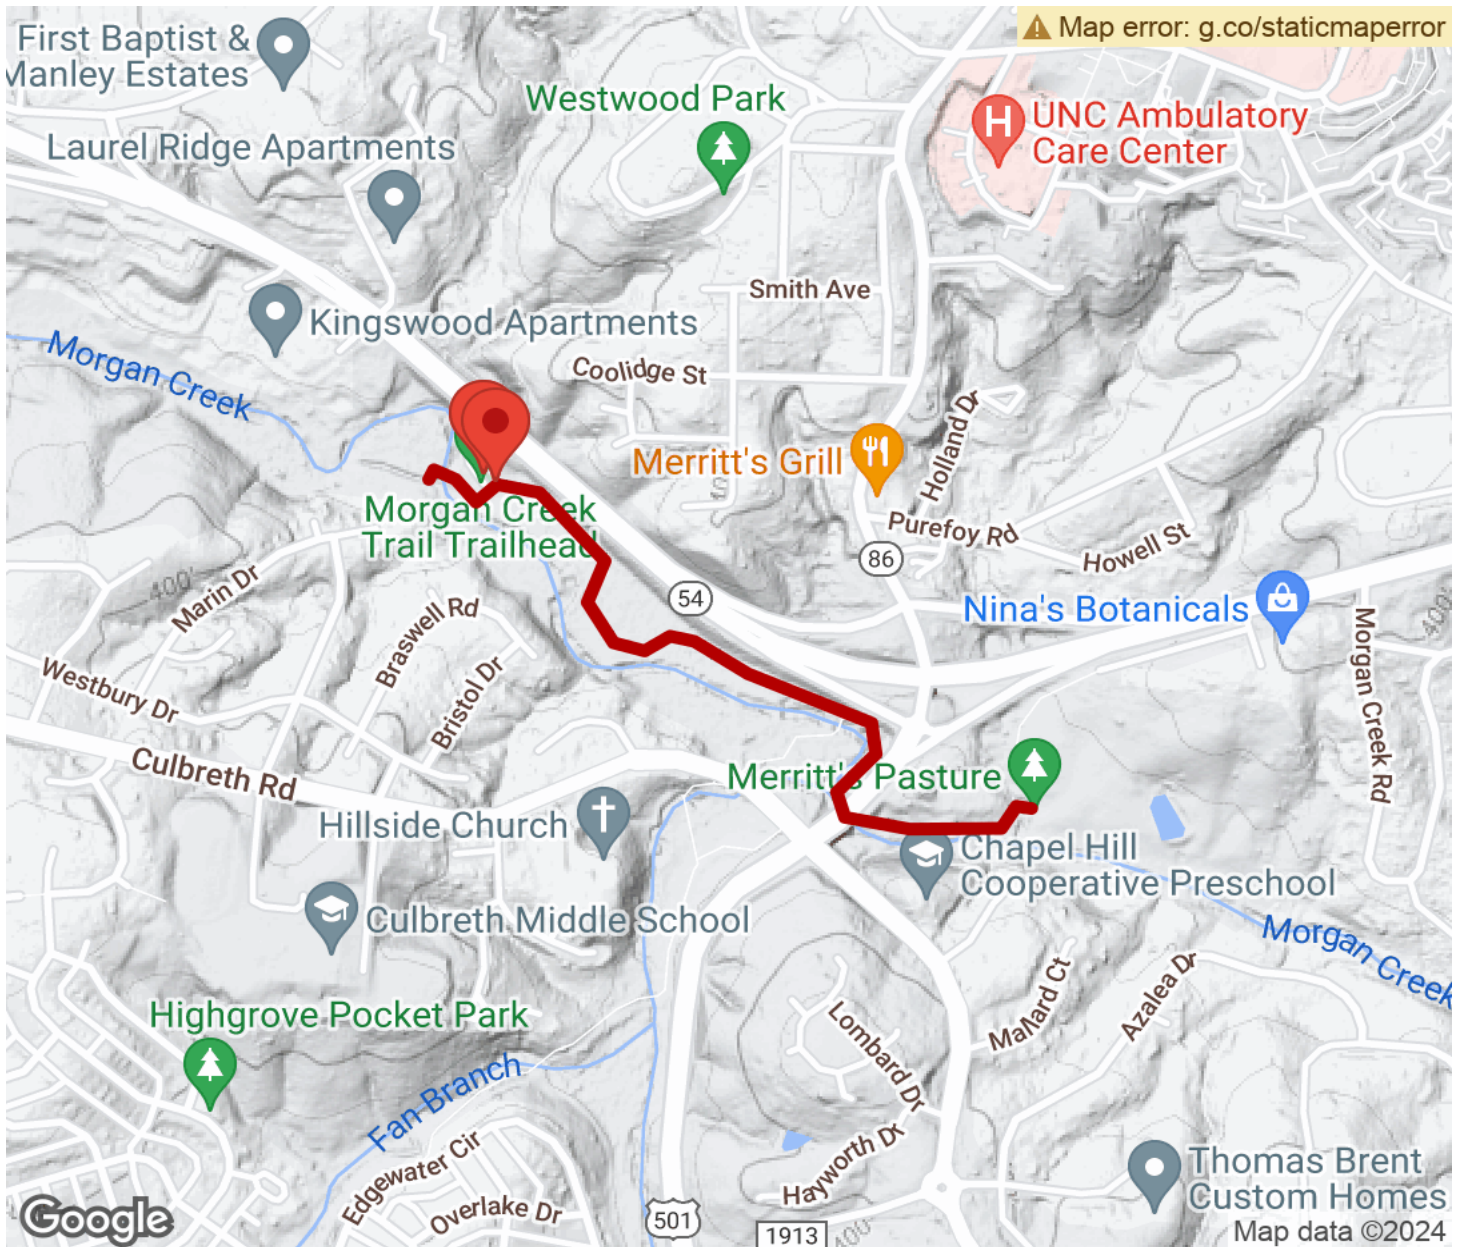 First Baptist &
Manley Estates
Map error: g.co/staticmaperror
Westwood Park
UNC Ambulatory
Care Center
Laurel Ridge Apartments
Smith Ave
Kingswood Apartments
Morgan Creek
Coolidge St
Holland Dr
Merritt's Grill
Morgan Creek
Trail Trailhead
Purefoy Rd
Howell St
86
400'
Marin Dr
54
Nina's Botanicals
400'
Braswell Rd
Morgan Creek Rd
Westbury Dr
Bristol Dr
Culbreth Rd
Merritt's Pasture
Hillside Church
Chapel Hill
Cooperative Preschool
Culbreth Middle School
Morgan Creek
Highgrove Pocket Park
Mallard Ct
Azalea Dr
Lombard Dr
Fan Branch
Edgewater Cir
Hayworth Dr
Overlake Dr
Thomas Brent
Custom Homes
Google
501
1913
400'
Map data ©2024